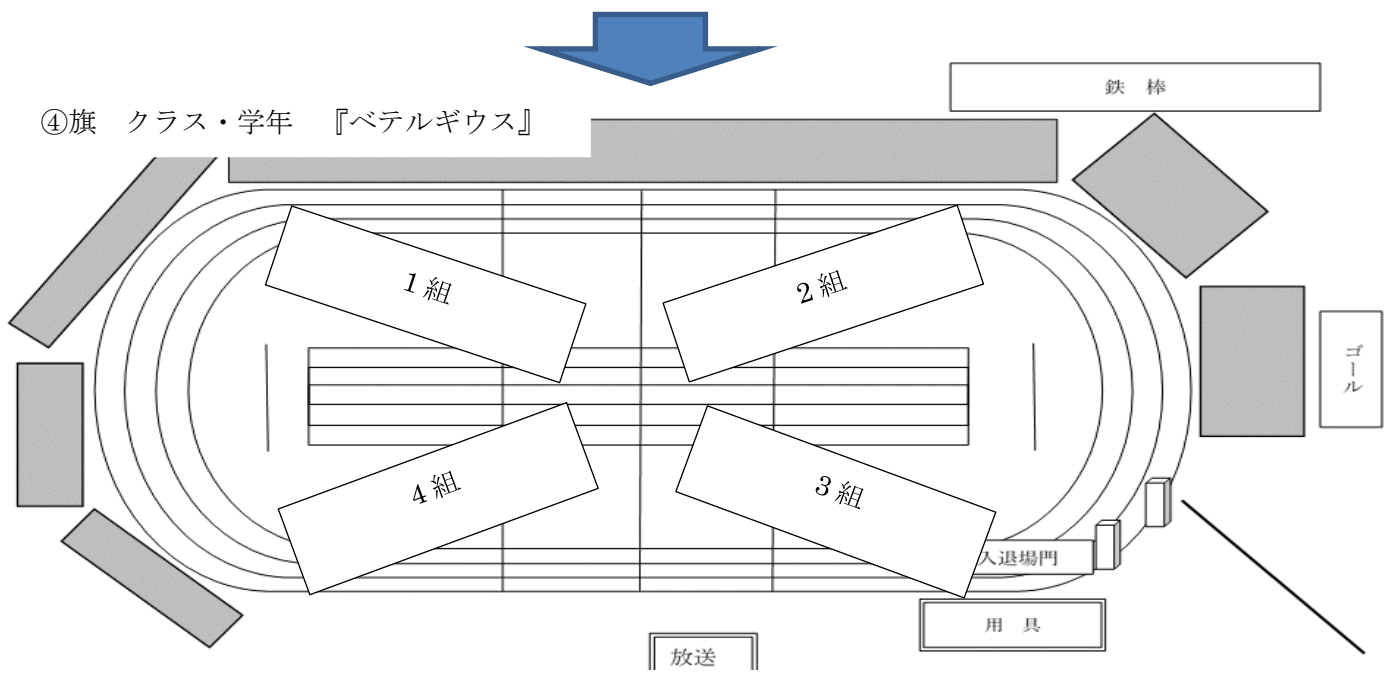 鉄　棒
④旗　クラス・学年　『ベテルギウス』
1組
2組
ゴール
4組
3組
入退場門
用　具
放送